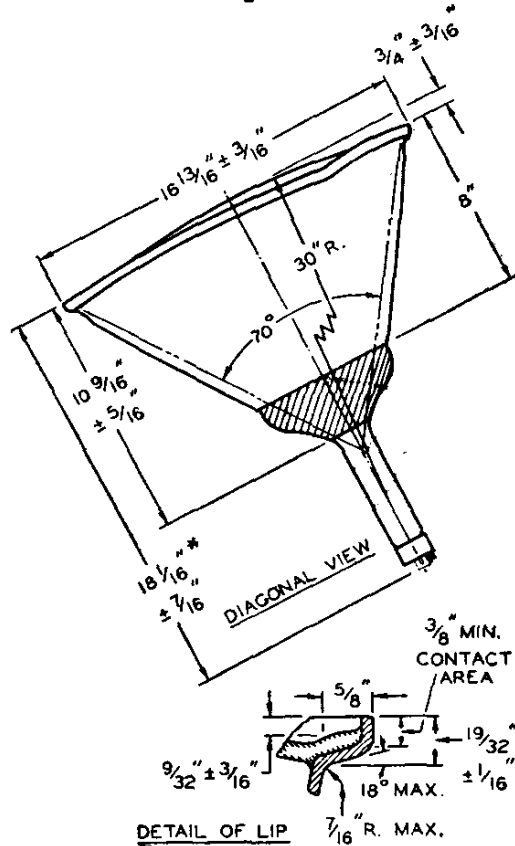 3/4" ± 3/16"
16 13/16" ± 3/16"
8"
30" R.
70°
10 9/16"
± 5/16"
18 1/16" *
± 7/16"
DIAGONAL VIEW
3/8" MIN.
CONTACT
AREA
5/8"
19/32"
± 1/16"
9/32" ± 3/16"
18° MAX.
7/16" R. MAX.
DETAIL OF LIP